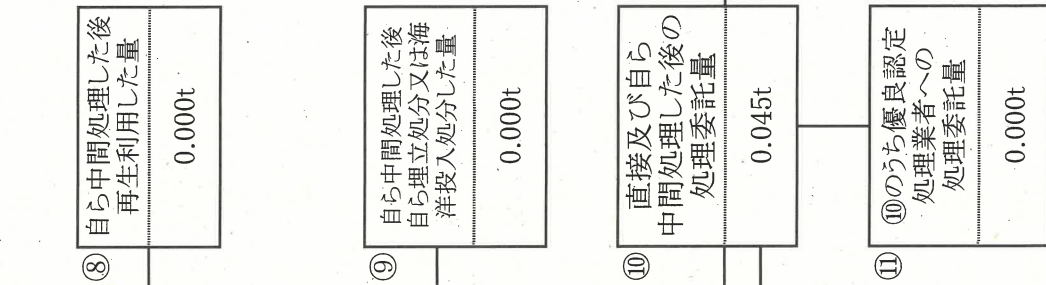 ⑧
自ら中間処理した後
再生利用した量
0.000t
⑨
自ら中間処理した後
自ら埋立処分又は海
洋投入処分した量
0.000t
⑩
直接及び自ら
中間処理した後の
処理委託量
0.045t
⑪
⑩のうち優良認定
処理業者への
処理委託量
0.000t